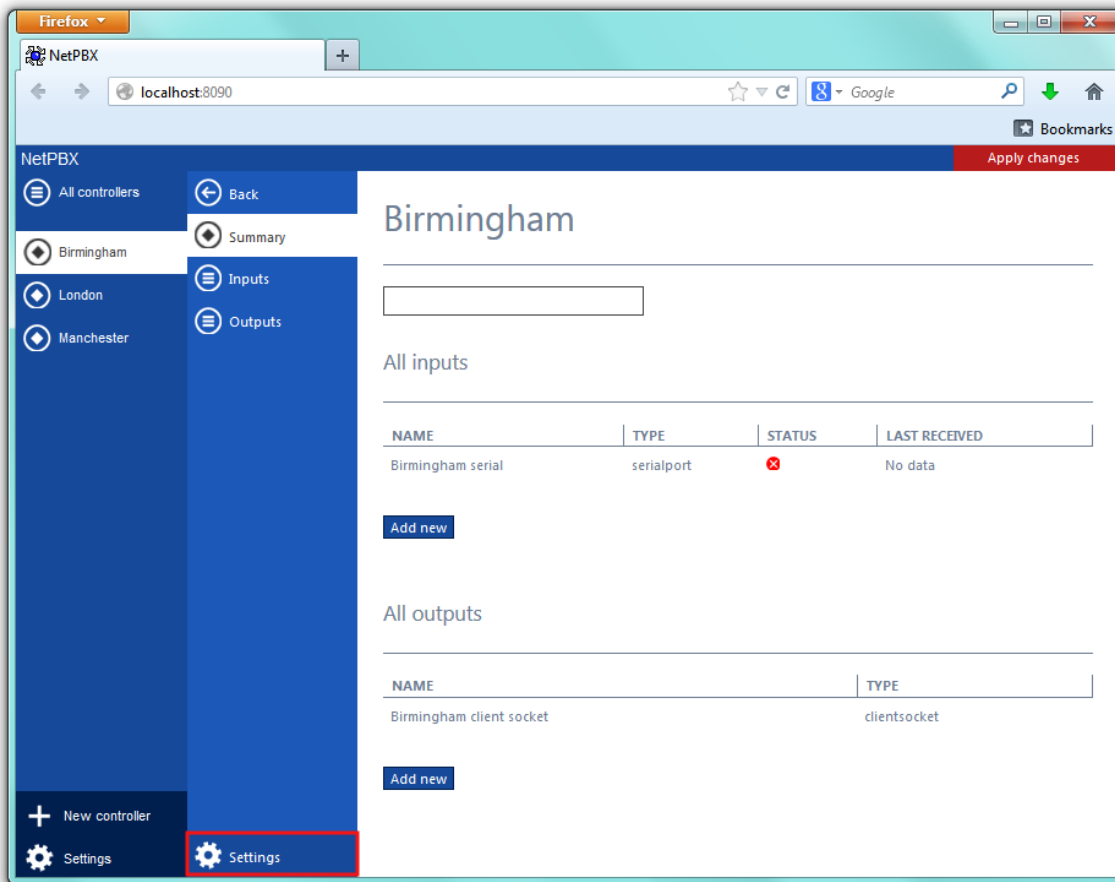 Firefox
NetPBX
localhost:8090
Google
Bookmarks
NetPBX
Apply changes
All controllers
Birmingham
London
Manchester
New controller
Settings
Back
Summary
Inputs
Outputs
Settings
Birmingham
All inputs
NAME TYPE STATUS LAST RECEIVED
Birmingham serial serialport No data
Add new
All outputs
NAME TYPE
Birmingham client socket clientsocket
Add new